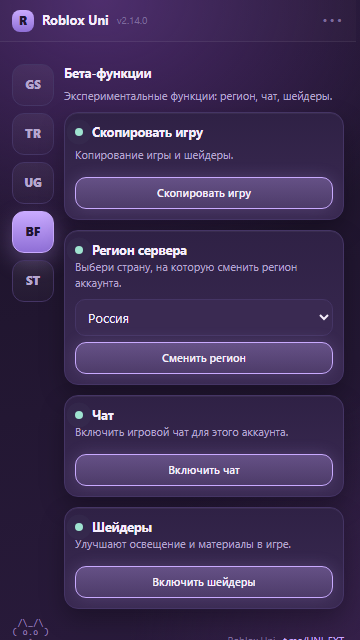 R Roblox Uni v2.14.0
GS
TR
UG
BF
ST
Бета-функции
Экспериментальные функции: регион, чат, шейдеры.
Скопировать игру
Копирование игры и шейдеры.
Скопировать игру
Регион сервера
Выбери страну, на которую сменить регион
аккаунта.
Россия
Сменить регион
Чат
Включить игровой чат для этого аккаунта.
Включить чат
Шейдеры
Улучшают освещение и материалы в игре.
Включить шейдеры
/\_/\
( o.o )